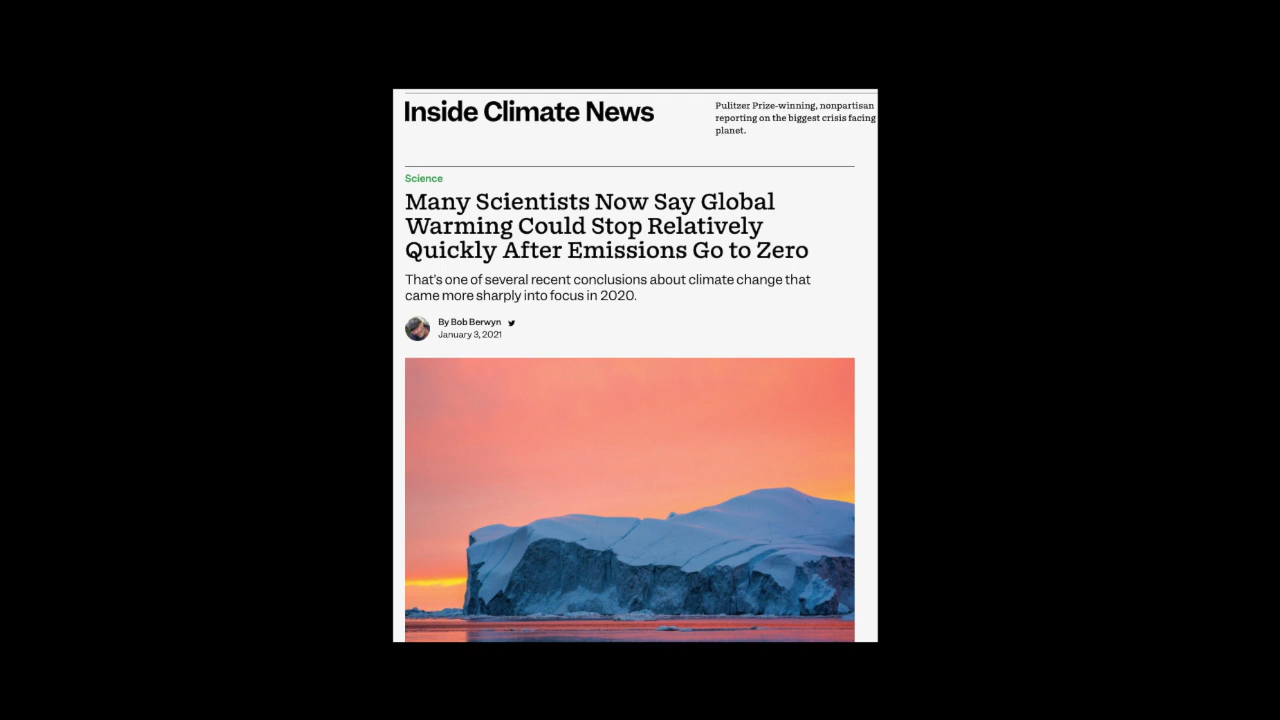 Inside Climate News
Pulitzer Prize-winning, nonpartisan
reporting on the biggest crisis facing
planet.
Science
Many Scientists Now Say Global
Warming Could Stop Relatively
Quickly After Emissions Go to Zero
That's one of several recent conclusions about climate change that
came more sharply into focus in 2020.
By Bob Berwyn
January 3, 2021